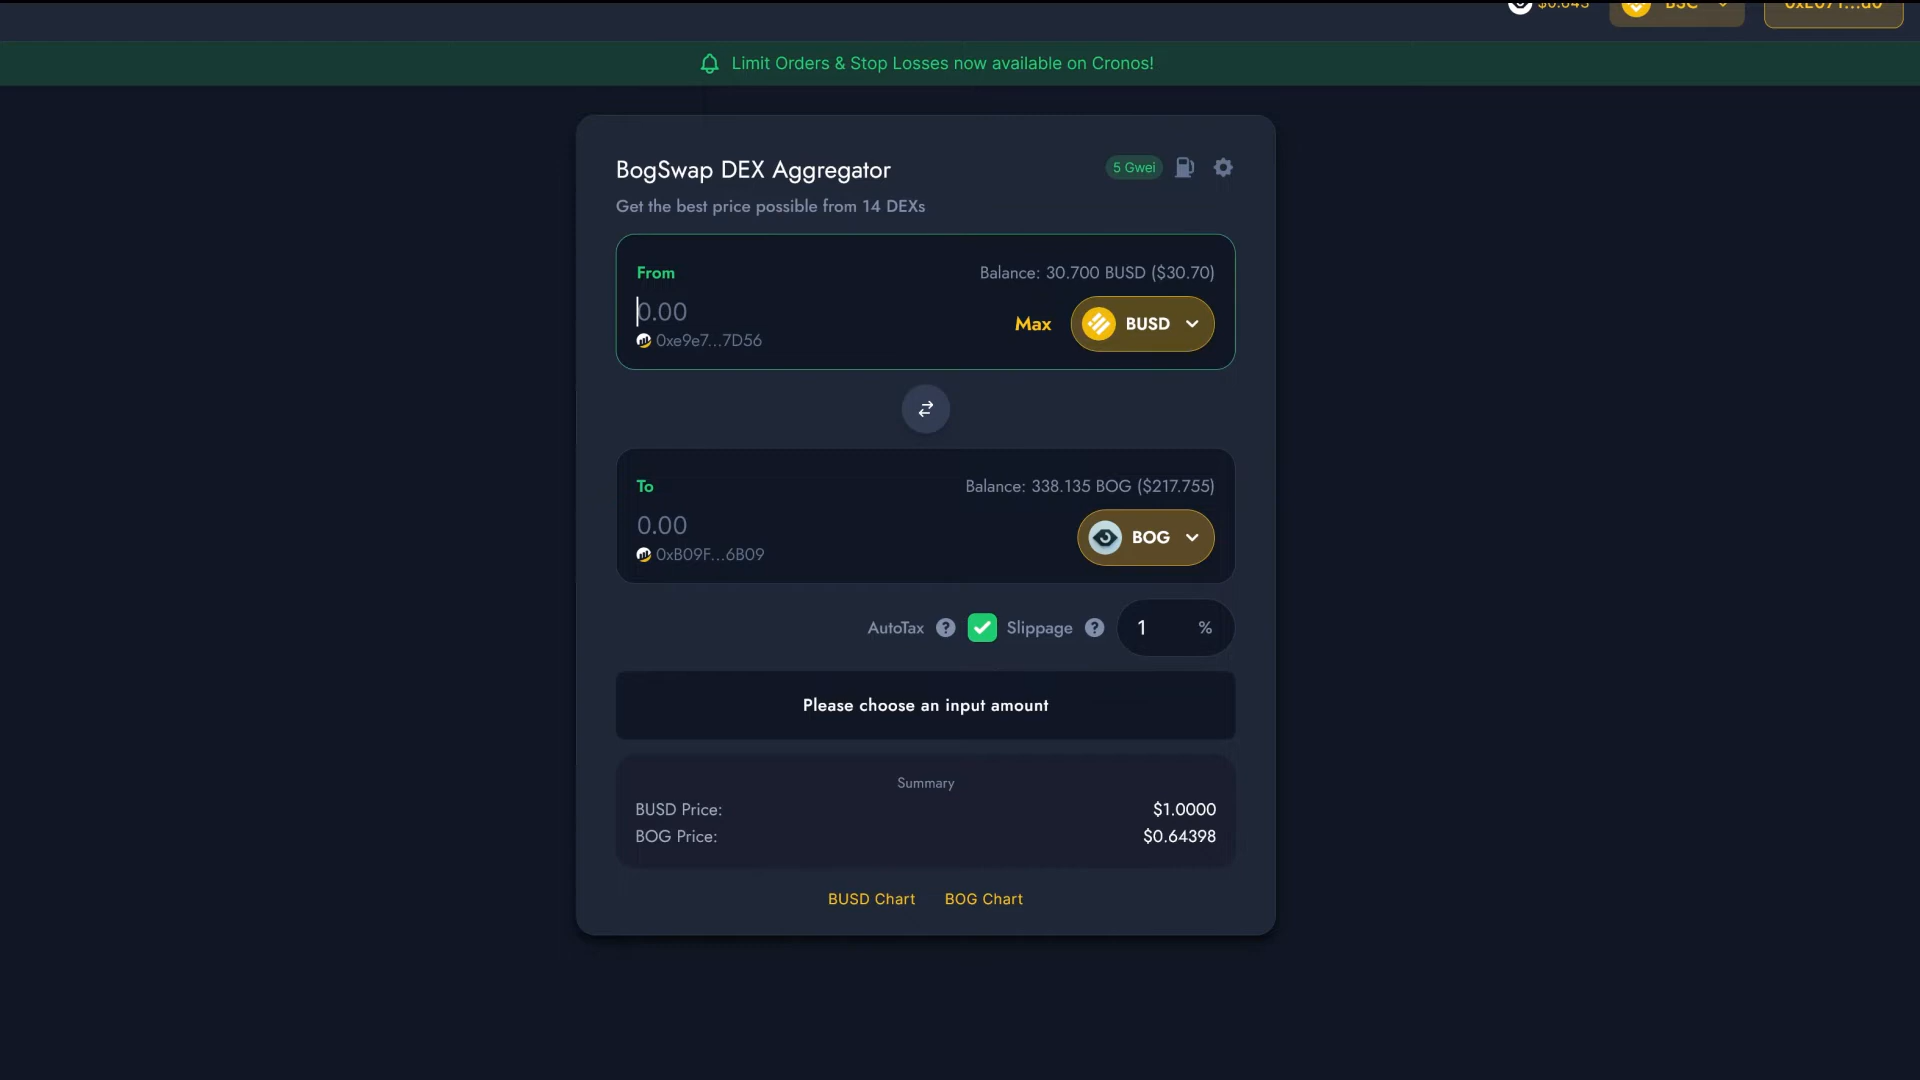 $0.643
BSC
Limit Orders & Stop Losses now available on Cronos!
BogSwap DEX Aggregator
5 Gwei
Get the best price possible from 14 DEXs
From
Balance: 30.700 BUSD ($30.70)
0.00
Max
BUSD
0xe9e7...7D56
To
Balance: 338.135 BOG ($217.755)
0.00
BOG
0xB09F...6B09
AutoTax ? Slippage ? 1 %
Please choose an input amount
Summary
BUSD Price: $1.0000
BOG Price: $0.64398
BUSD Chart BOG Chart